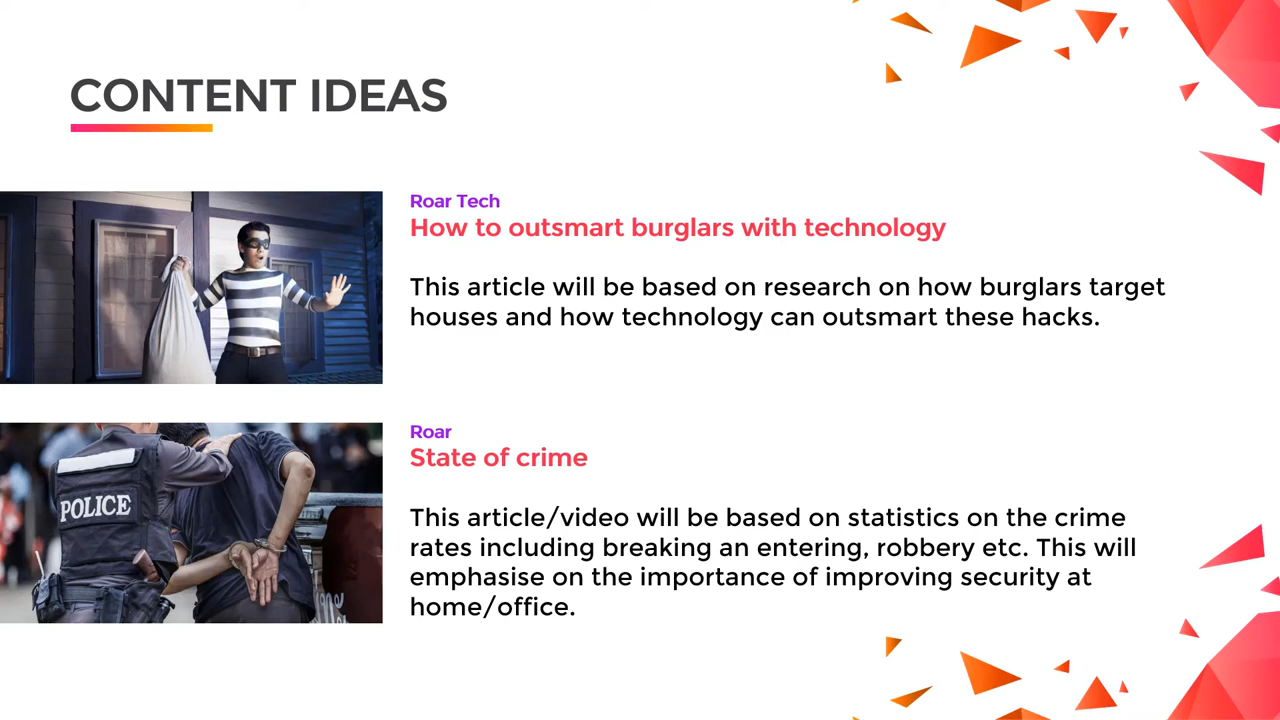 CONTENT IDEAS
Roar Tech
How to outsmart burglars with technology
This article will be based on research on how burglars target
houses and how technology can outsmart these hacks.
Roar
State of crime
POLICE
This article/video will be based on statistics on the crime
rates including breaking an entering, robbery etc. This will
emphasise on the importance of improving security at
home/office.